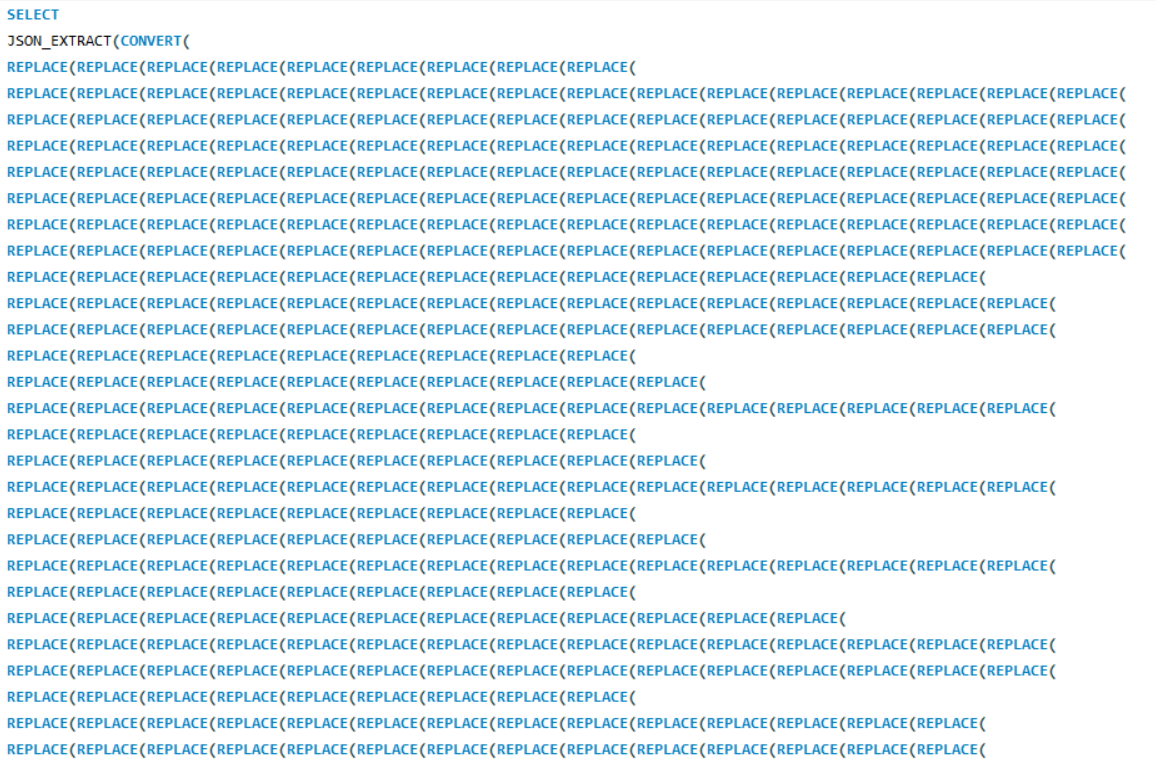 SELECT
JSON_EXTRACT(CONVERT(
REPLACE(REPLACE(REPLACE(REPLACE(REPLACE(REPLACE(REPLACE(REPLACE(REPLACE(
REPLACE(REPLACE(REPLACE(REPLACE(REPLACE(REPLACE(REPLACE(REPLACE(REPLACE(REPLACE(REPLACE(REPLACE(REPLACE(REPLACE(REPLACE(REPLACE(
REPLACE(REPLACE(REPLACE(REPLACE(REPLACE(REPLACE(REPLACE(REPLACE(REPLACE(REPLACE(REPLACE(REPLACE(REPLACE(REPLACE(REPLACE(REPLACE(
REPLACE(REPLACE(REPLACE(REPLACE(REPLACE(REPLACE(REPLACE(REPLACE(REPLACE(REPLACE(REPLACE(REPLACE(REPLACE(REPLACE(REPLACE(REPLACE(
REPLACE(REPLACE(REPLACE(REPLACE(REPLACE(REPLACE(REPLACE(REPLACE(REPLACE(REPLACE(REPLACE(REPLACE(REPLACE(REPLACE(REPLACE(REPLACE(
REPLACE(REPLACE(REPLACE(REPLACE(REPLACE(REPLACE(REPLACE(REPLACE(REPLACE(REPLACE(REPLACE(REPLACE(REPLACE(REPLACE(REPLACE(REPLACE(
REPLACE(REPLACE(REPLACE(REPLACE(REPLACE(REPLACE(REPLACE(REPLACE(REPLACE(REPLACE(REPLACE(REPLACE(REPLACE(REPLACE(REPLACE(REPLACE(
REPLACE(REPLACE(REPLACE(REPLACE(REPLACE(REPLACE(REPLACE(REPLACE(REPLACE(REPLACE(REPLACE(REPLACE(REPLACE(REPLACE(REPLACE(REPLACE(
REPLACE(REPLACE(REPLACE(REPLACE(REPLACE(REPLACE(REPLACE(REPLACE(REPLACE(REPLACE(REPLACE(REPLACE(REPLACE(REPLACE(
REPLACE(REPLACE(REPLACE(REPLACE(REPLACE(REPLACE(REPLACE(REPLACE(REPLACE(REPLACE(REPLACE(REPLACE(REPLACE(REPLACE(REPLACE(
REPLACE(REPLACE(REPLACE(REPLACE(REPLACE(REPLACE(REPLACE(REPLACE(REPLACE(REPLACE(REPLACE(REPLACE(REPLACE(REPLACE(REPLACE(
REPLACE(REPLACE(REPLACE(REPLACE(REPLACE(REPLACE(REPLACE(REPLACE(REPLACE(
REPLACE(REPLACE(REPLACE(REPLACE(REPLACE(REPLACE(REPLACE(REPLACE(REPLACE(REPLACE(
REPLACE(REPLACE(REPLACE(REPLACE(REPLACE(REPLACE(REPLACE(REPLACE(REPLACE(REPLACE(REPLACE(REPLACE(REPLACE(REPLACE(REPLACE(
REPLACE(REPLACE(REPLACE(REPLACE(REPLACE(REPLACE(REPLACE(REPLACE(REPLACE(
REPLACE(REPLACE(REPLACE(REPLACE(REPLACE(REPLACE(REPLACE(REPLACE(REPLACE(REPLACE(
REPLACE(REPLACE(REPLACE(REPLACE(REPLACE(REPLACE(REPLACE(REPLACE(REPLACE(REPLACE(REPLACE(REPLACE(REPLACE(REPLACE(REPLACE(
REPLACE(REPLACE(REPLACE(REPLACE(REPLACE(REPLACE(REPLACE(REPLACE(REPLACE(
REPLACE(REPLACE(REPLACE(REPLACE(REPLACE(REPLACE(REPLACE(REPLACE(REPLACE(REPLACE(
REPLACE(REPLACE(REPLACE(REPLACE(REPLACE(REPLACE(REPLACE(REPLACE(REPLACE(REPLACE(REPLACE(REPLACE(REPLACE(REPLACE(REPLACE(
REPLACE(REPLACE(REPLACE(REPLACE(REPLACE(REPLACE(REPLACE(REPLACE(REPLACE(
REPLACE(REPLACE(REPLACE(REPLACE(REPLACE(REPLACE(REPLACE(REPLACE(REPLACE(REPLACE(REPLACE(REPLACE(
REPLACE(REPLACE(REPLACE(REPLACE(REPLACE(REPLACE(REPLACE(REPLACE(REPLACE(REPLACE(REPLACE(REPLACE(REPLACE(REPLACE(REPLACE(
REPLACE(REPLACE(REPLACE(REPLACE(REPLACE(REPLACE(REPLACE(REPLACE(REPLACE(REPLACE(REPLACE(REPLACE(REPLACE(REPLACE(REPLACE(
REPLACE(REPLACE(REPLACE(REPLACE(REPLACE(REPLACE(REPLACE(REPLACE(REPLACE(
REPLACE(REPLACE(REPLACE(REPLACE(REPLACE(REPLACE(REPLACE(REPLACE(REPLACE(REPLACE(REPLACE(REPLACE(REPLACE(REPLACE(
REPLACE(REPLACE(REPLACE(REPLACE(REPLACE(REPLACE(REPLACE(REPLACE(REPLACE(REPLACE(REPLACE(REPLACE(REPLACE(REPLACE(